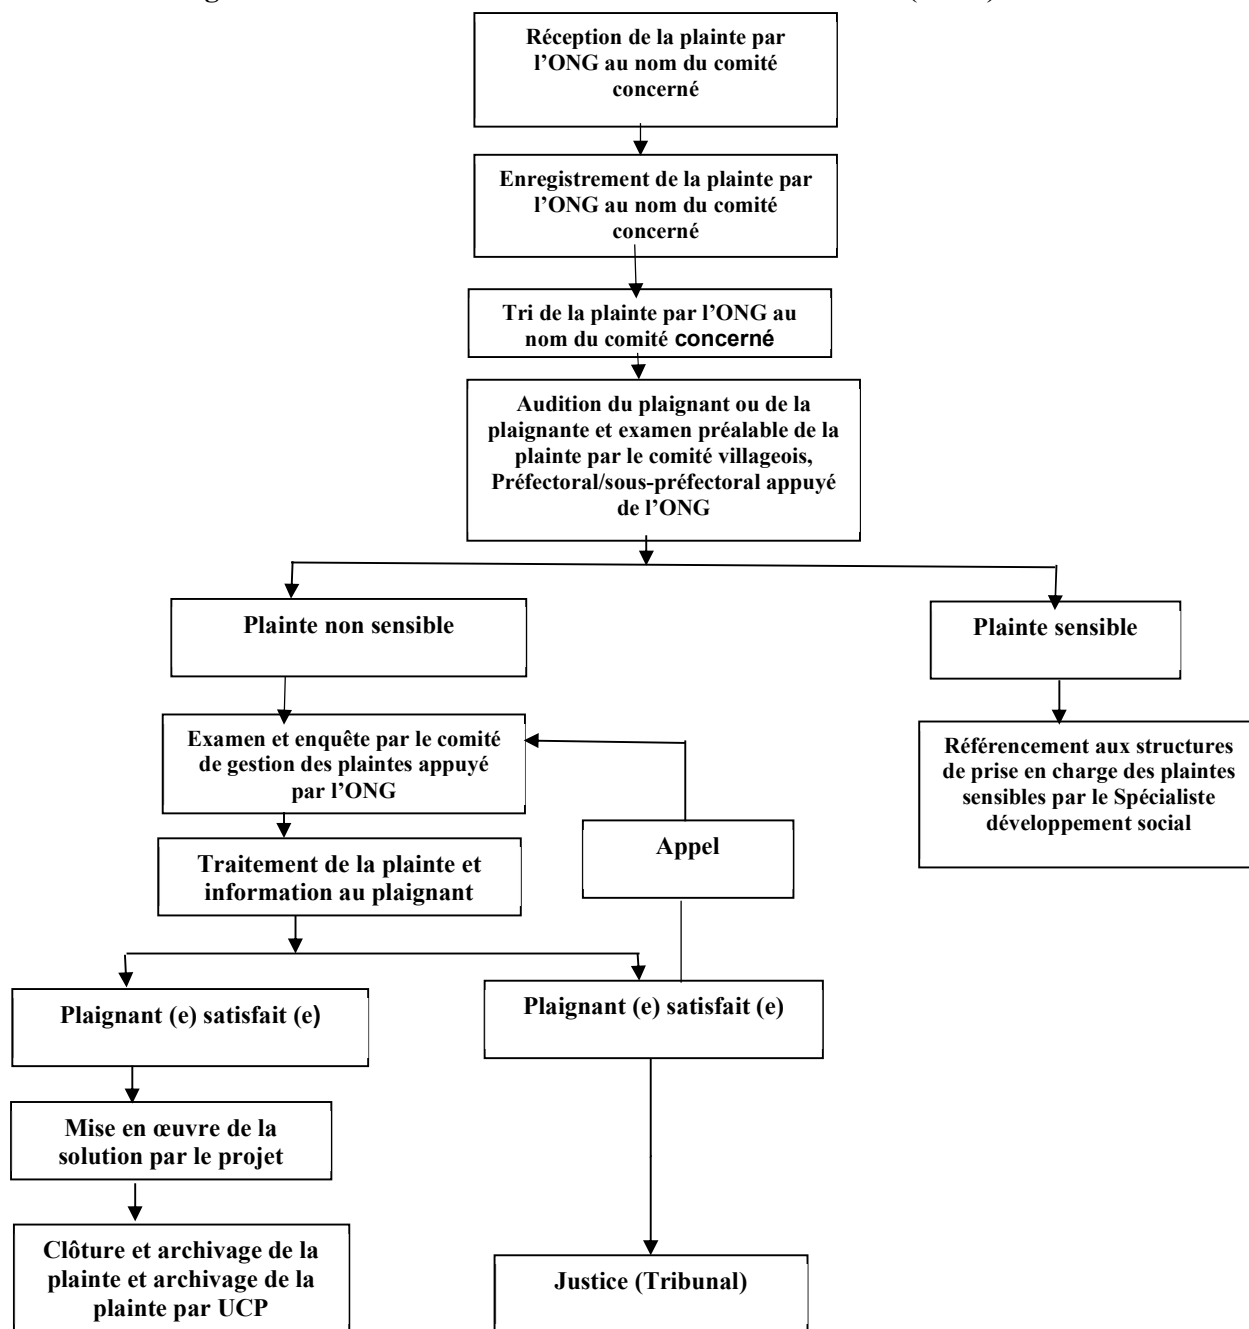 Réception de la plainte par
l’ONG au nom du comité
concerné
Enregistrement de la plainte par
l’ONG au nom du comité
concerné
Tri de la plainte par l’ONG au
nom du comité concerné
Audition du plaignant ou de la
plaignante et examen préalable de la
plainte par le comité villageois,
Préfectoral/sous-préfectoral appuyé
de l’ONG
Plainte non sensible
Plainte sensible
Examen et enquête par le comité
de gestion des plaintes appuyé
par l’ONG
Référencement aux structures
de prise en charge des plaintes
sensibles par le Spécialiste
développement social
Appel
Traitement de la plainte et
information au plaignant
Plaignant (e) satisfait (e)
Plaignant (e) satisfait (e)
Mise en œuvre de la
solution par le projet
Clôture et archivage de la
plainte et archivage de la
plainte par UCP
Justice (Tribunal)